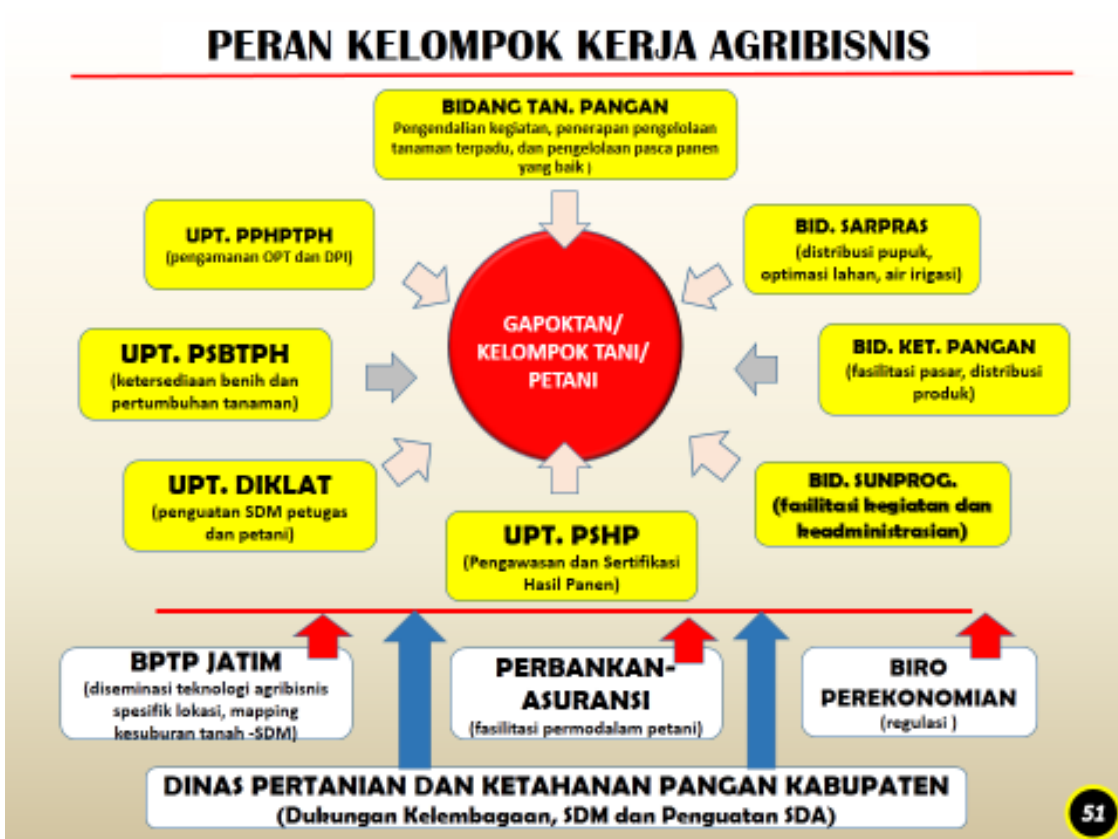 PERAN KELOMPOK KERJA AGRIBISNIS
BIDANG TAN. PANGAN
Pengendalian kegiatan, penerapan pengelolaan
tanaman terpadu, dan pengelolaan pasca panen
yang baik )
UPT. PPHPTPH
(pengamanan OPT dan DPI)
BID. SARPRAS
(distribusi pupuk,
optimasi lahan, air irigasi)
GAPOKTAN/
KELOMPOK TANI/
PETANI
UPT. PSBTPH
(ketersediaan benih dan
pertumbuhan tanaman)
BID. KET. PANGAN
(fasilitasi pasar, distribusi
produk)
UPT. DIKLAT
(penguatan SDM petugas
dan petani)
BID. SUNPROG.
(fasilitasi kegiatan dan
keadministrasian)
UPT. PSHP
(Pengawasan dan Sertifikasi
Hasil Panen)
BPTP JATIM
(diseminasi teknologi agribisnis
spesifik lokasi, mapping
kesuburan tanah -SDM)
PERBANKAN-
ASURANSI
(fasilitasi permodalam petani)
BIRO
PEREKONOMIAN
(regulasi )
DINAS PERTANIAN DAN KETAHANAN PANGAN KABUPATEN
(Dukungan Kelembagaan, SDM dan Penguatan SDA)
51